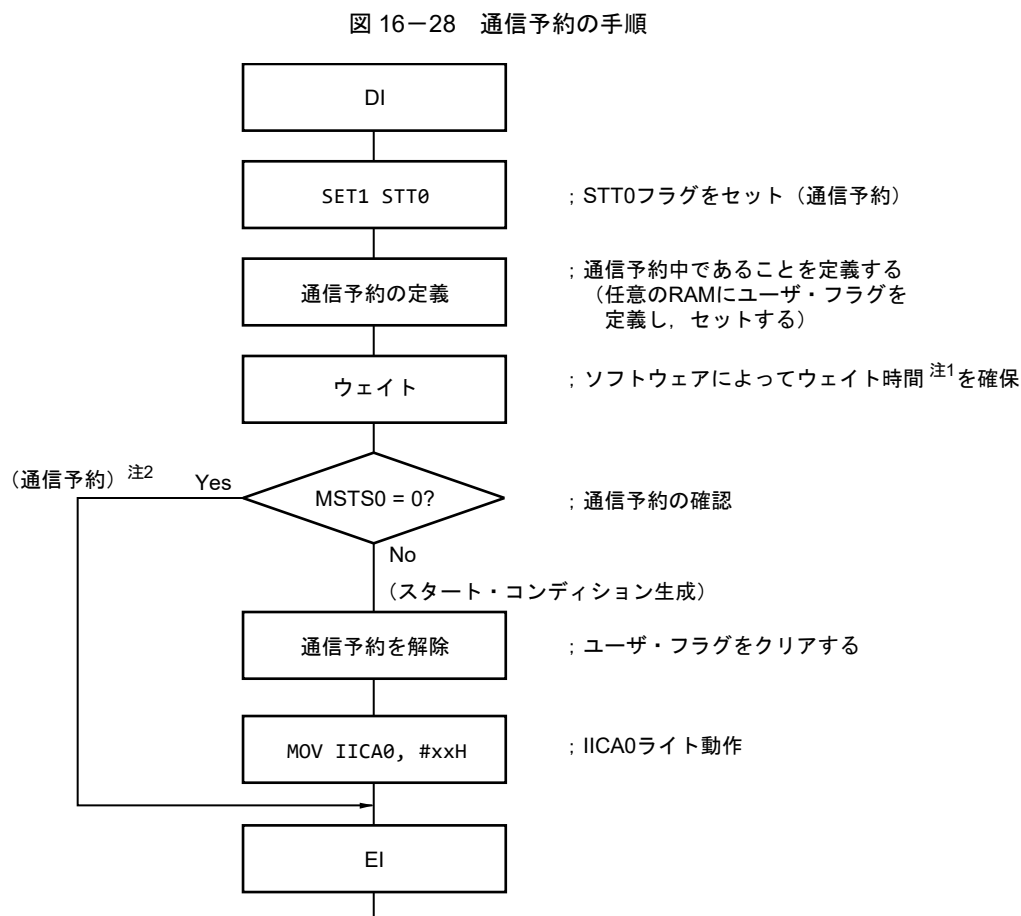 図 16－28　通信予約の手順
DI
SET1 STT0
; STT0フラグをセット（通信予約）
通信予約の定義
; 通信予約中であることを定義する
（任意のRAMにユーザ・フラグを
定義し，セットする）
ウェイト
; ソフトウェアによってウェイト時間 注1を確保
（通信予約）注2
Yes
MSTS0 = 0?
; 通信予約の確認
No
（スタート・コンディション生成）
通信予約を解除
; ユーザ・フラグをクリアする
MOV IICA0, #xxH
; IICA0ライト動作
EI